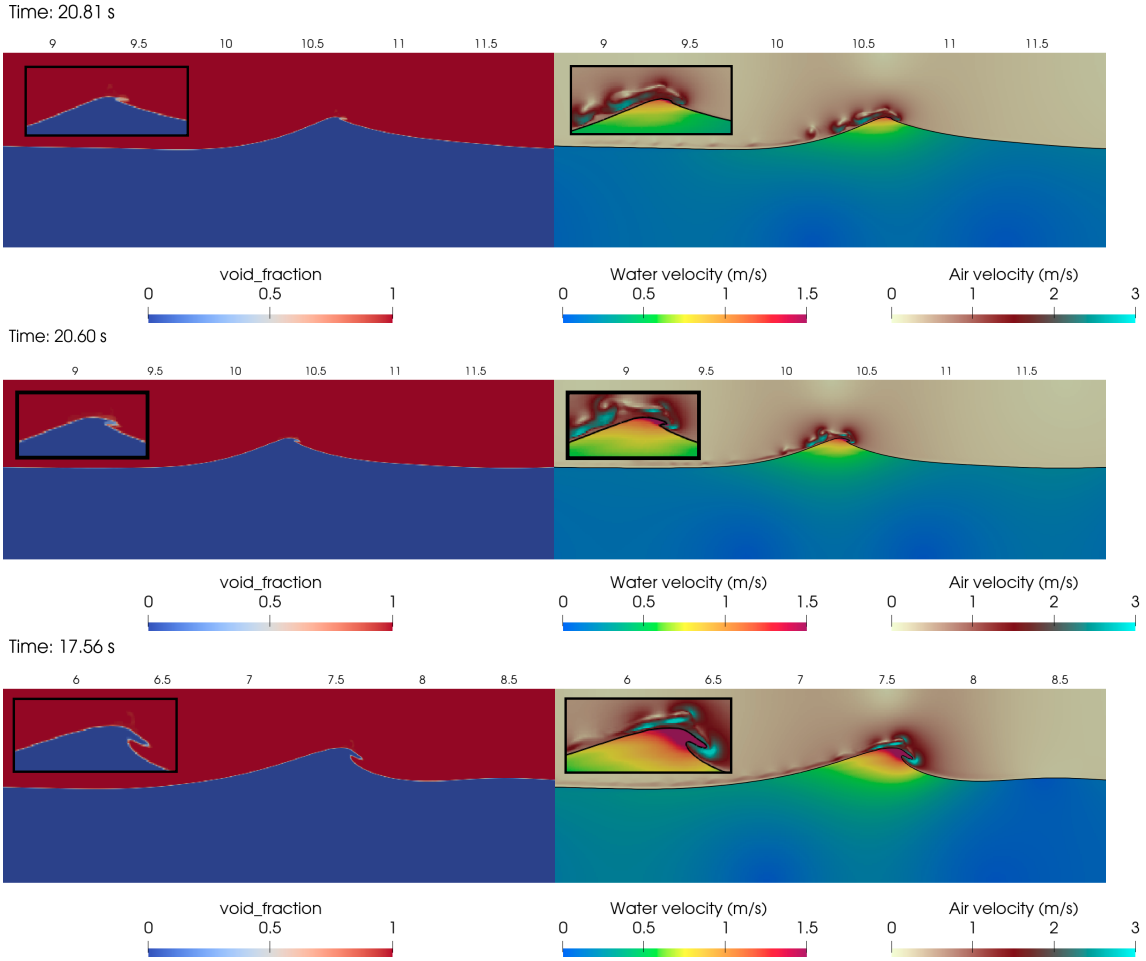 Time: 20.81 s
9 9.5 10 10.5 11 11.5 9 9.5 10 10.5 11 11.5
void_fraction Water velocity (m/s) Air velocity (m/s)
0 0.5 1 0 0.5 1 1.5 0 1 2 3
Time: 20.60 s
9 9.5 10 10.5 11 11.5 9 9.5 10 10.5 11 11.5
void_fraction Water velocity (m/s) Air velocity (m/s)
0 0.5 1 0 0.5 1 1.5 0 1 2 3
Time: 17.56 s
6 6.5 7 7.5 8 8.5 6 6.5 7 7.5 8 8.5
void_fraction Water velocity (m/s) Air velocity (m/s)
0 0.5 1 0 0.5 1 1.5 0 1 2 3